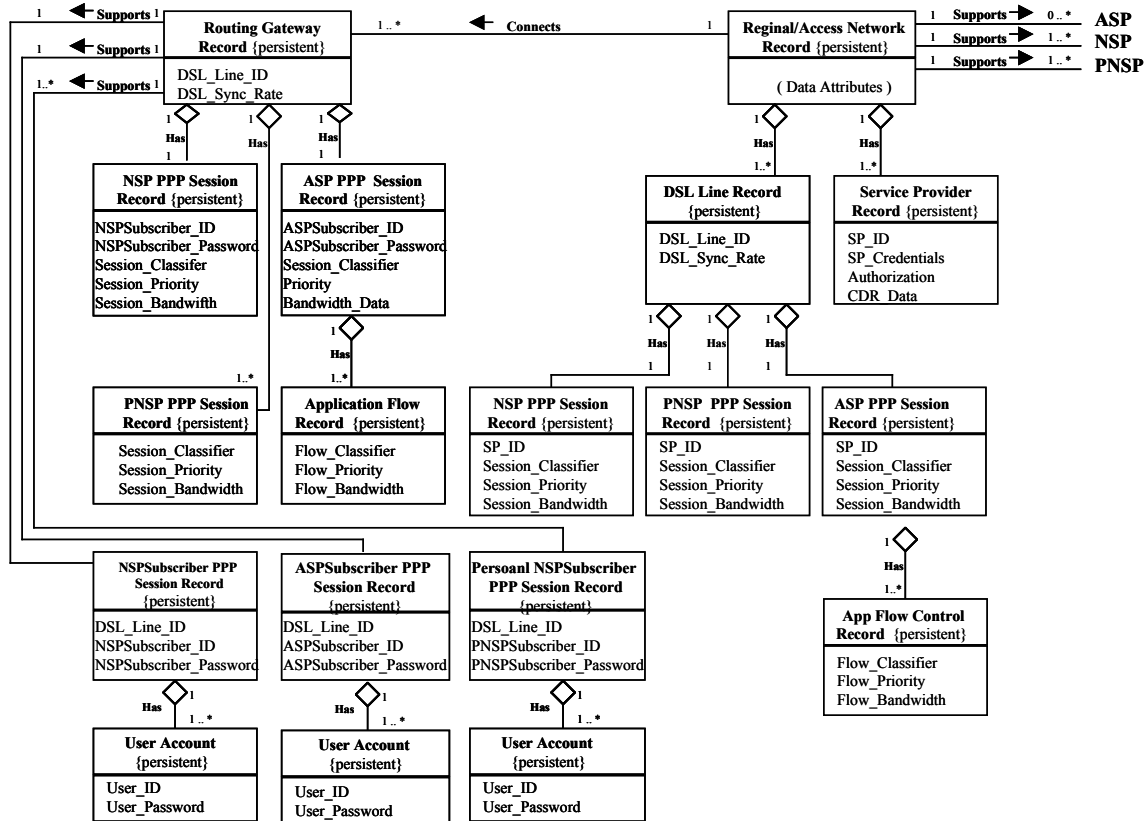 1 Supports 1
1 Supports 1
1..* Supports 1
Routing Gateway
Record {persistent}
DSL_Line_ID
DSL_Sync_Rate
1 .. * Connects 1
Reginal/Access Network
Record {persistent}
( Data Attributes )
1 Supports 0 .. * ASP
1 Supports 1 .. * NSP
1 Supports 1 .. * PNSP
1
Has
1
1
Has
1..*
1
Has
1
1
Has
1..*
1
Has
1..*
NSP PPP Session
Record {persistent}
NSPSubscriber_ID
NSPSubscriber_Password
Session_Classifer
Session_Priority
Session_Bandwifth
ASP PPP Session
Record {persistent}
ASPSubscriber_ID
ASPSubscriber_Password
Session_Classifier
Priority
Bandwidth_Data
DSL Line Record
{persistent}
DSL_Line_ID
DSL_Sync_Rate
Service Provider
Record {persistent}
SP_ID
SP_Credentials
Authorization
CDR_Data
1
Has
1..*
1
Has
1
1
Has
1
1
Has
1
PNSP PPP Session
Record {persistent}
Session_Classifier
Session_Priority
Session_Bandwidth
Application Flow
Record {persistent}
Flow_Classifier
Flow_Priority
Flow_Bandwidth
NSP PPP Session
Record {persistent}
SP_ID
Session_Classifier
Session_Priority
Session_Bandwidth
PNSP PPP Session
Record {persistent}
SP_ID
Session_Classifier
Session_Priority
Session_Bandwidth
ASP PPP Session
Record {persistent}
SP_ID
Session_Classifier
Session_Priority
Session_Bandwidth
1
Has
1..*
NSPSubscriber PPP
Session Record
{persistent}
DSL_Line_ID
NSPSubscriber_ID
NSPSubscriber_Password
ASPSubscriber PPP
Session Record
{persistent}
DSL_Line_ID
ASPSubscriber_ID
ASPSubscriber_Password
Persoanl NSPSubscriber
PPP Session Record
{persistent}
DSL_Line_ID
PNSPSubscriber_ID
PNSPSubscriber_Password
App Flow Control
Record {persistent}
Flow_Classifier
Flow_Priority
Flow_Bandwidth
1
Has
1 .. *
1
Has
1 .. *
1
Has
1 .. *
User Account
{persistent}
User_ID
User_Password
User Account
{persistent}
User_ID
User_Password
User Account
{persistent}
User_ID
User_Password